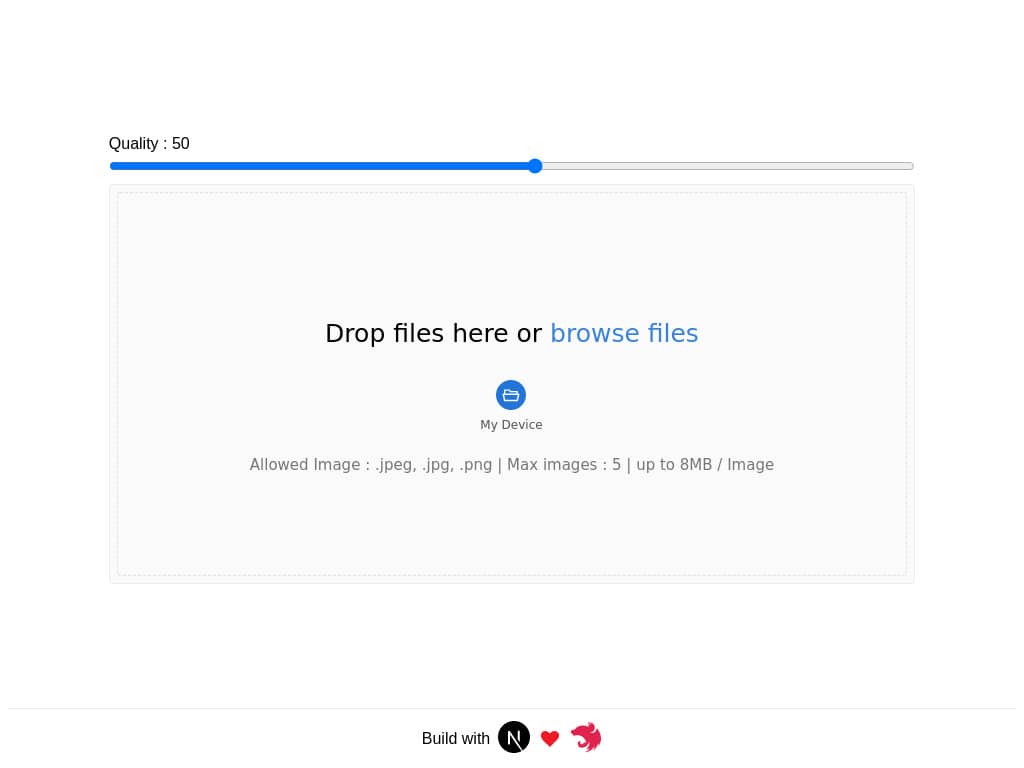 Quality : 50
Drop files here or browse files
My Device
Allowed Image : .jpeg, .jpg, .png | Max images : 5 | up to 8MB / Image
Build with